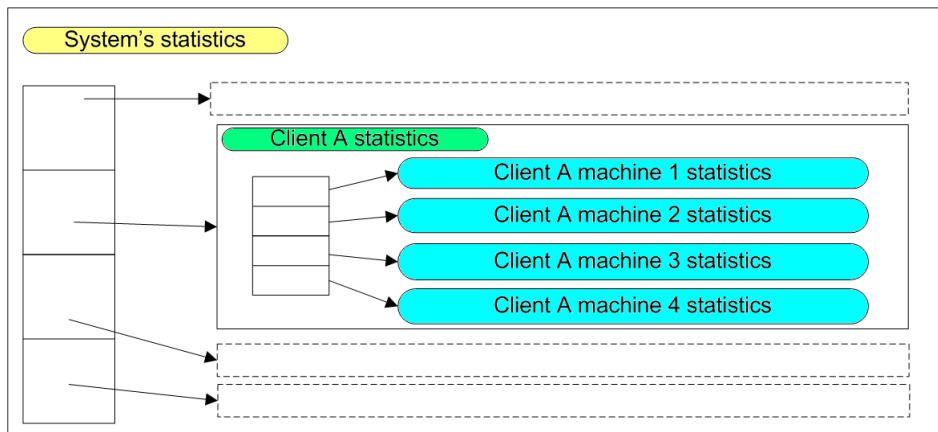 System’s statistics
Client A statistics
Client A machine 1 statistics
Client A machine 2 statistics
Client A machine 3 statistics
Client A machine 4 statistics